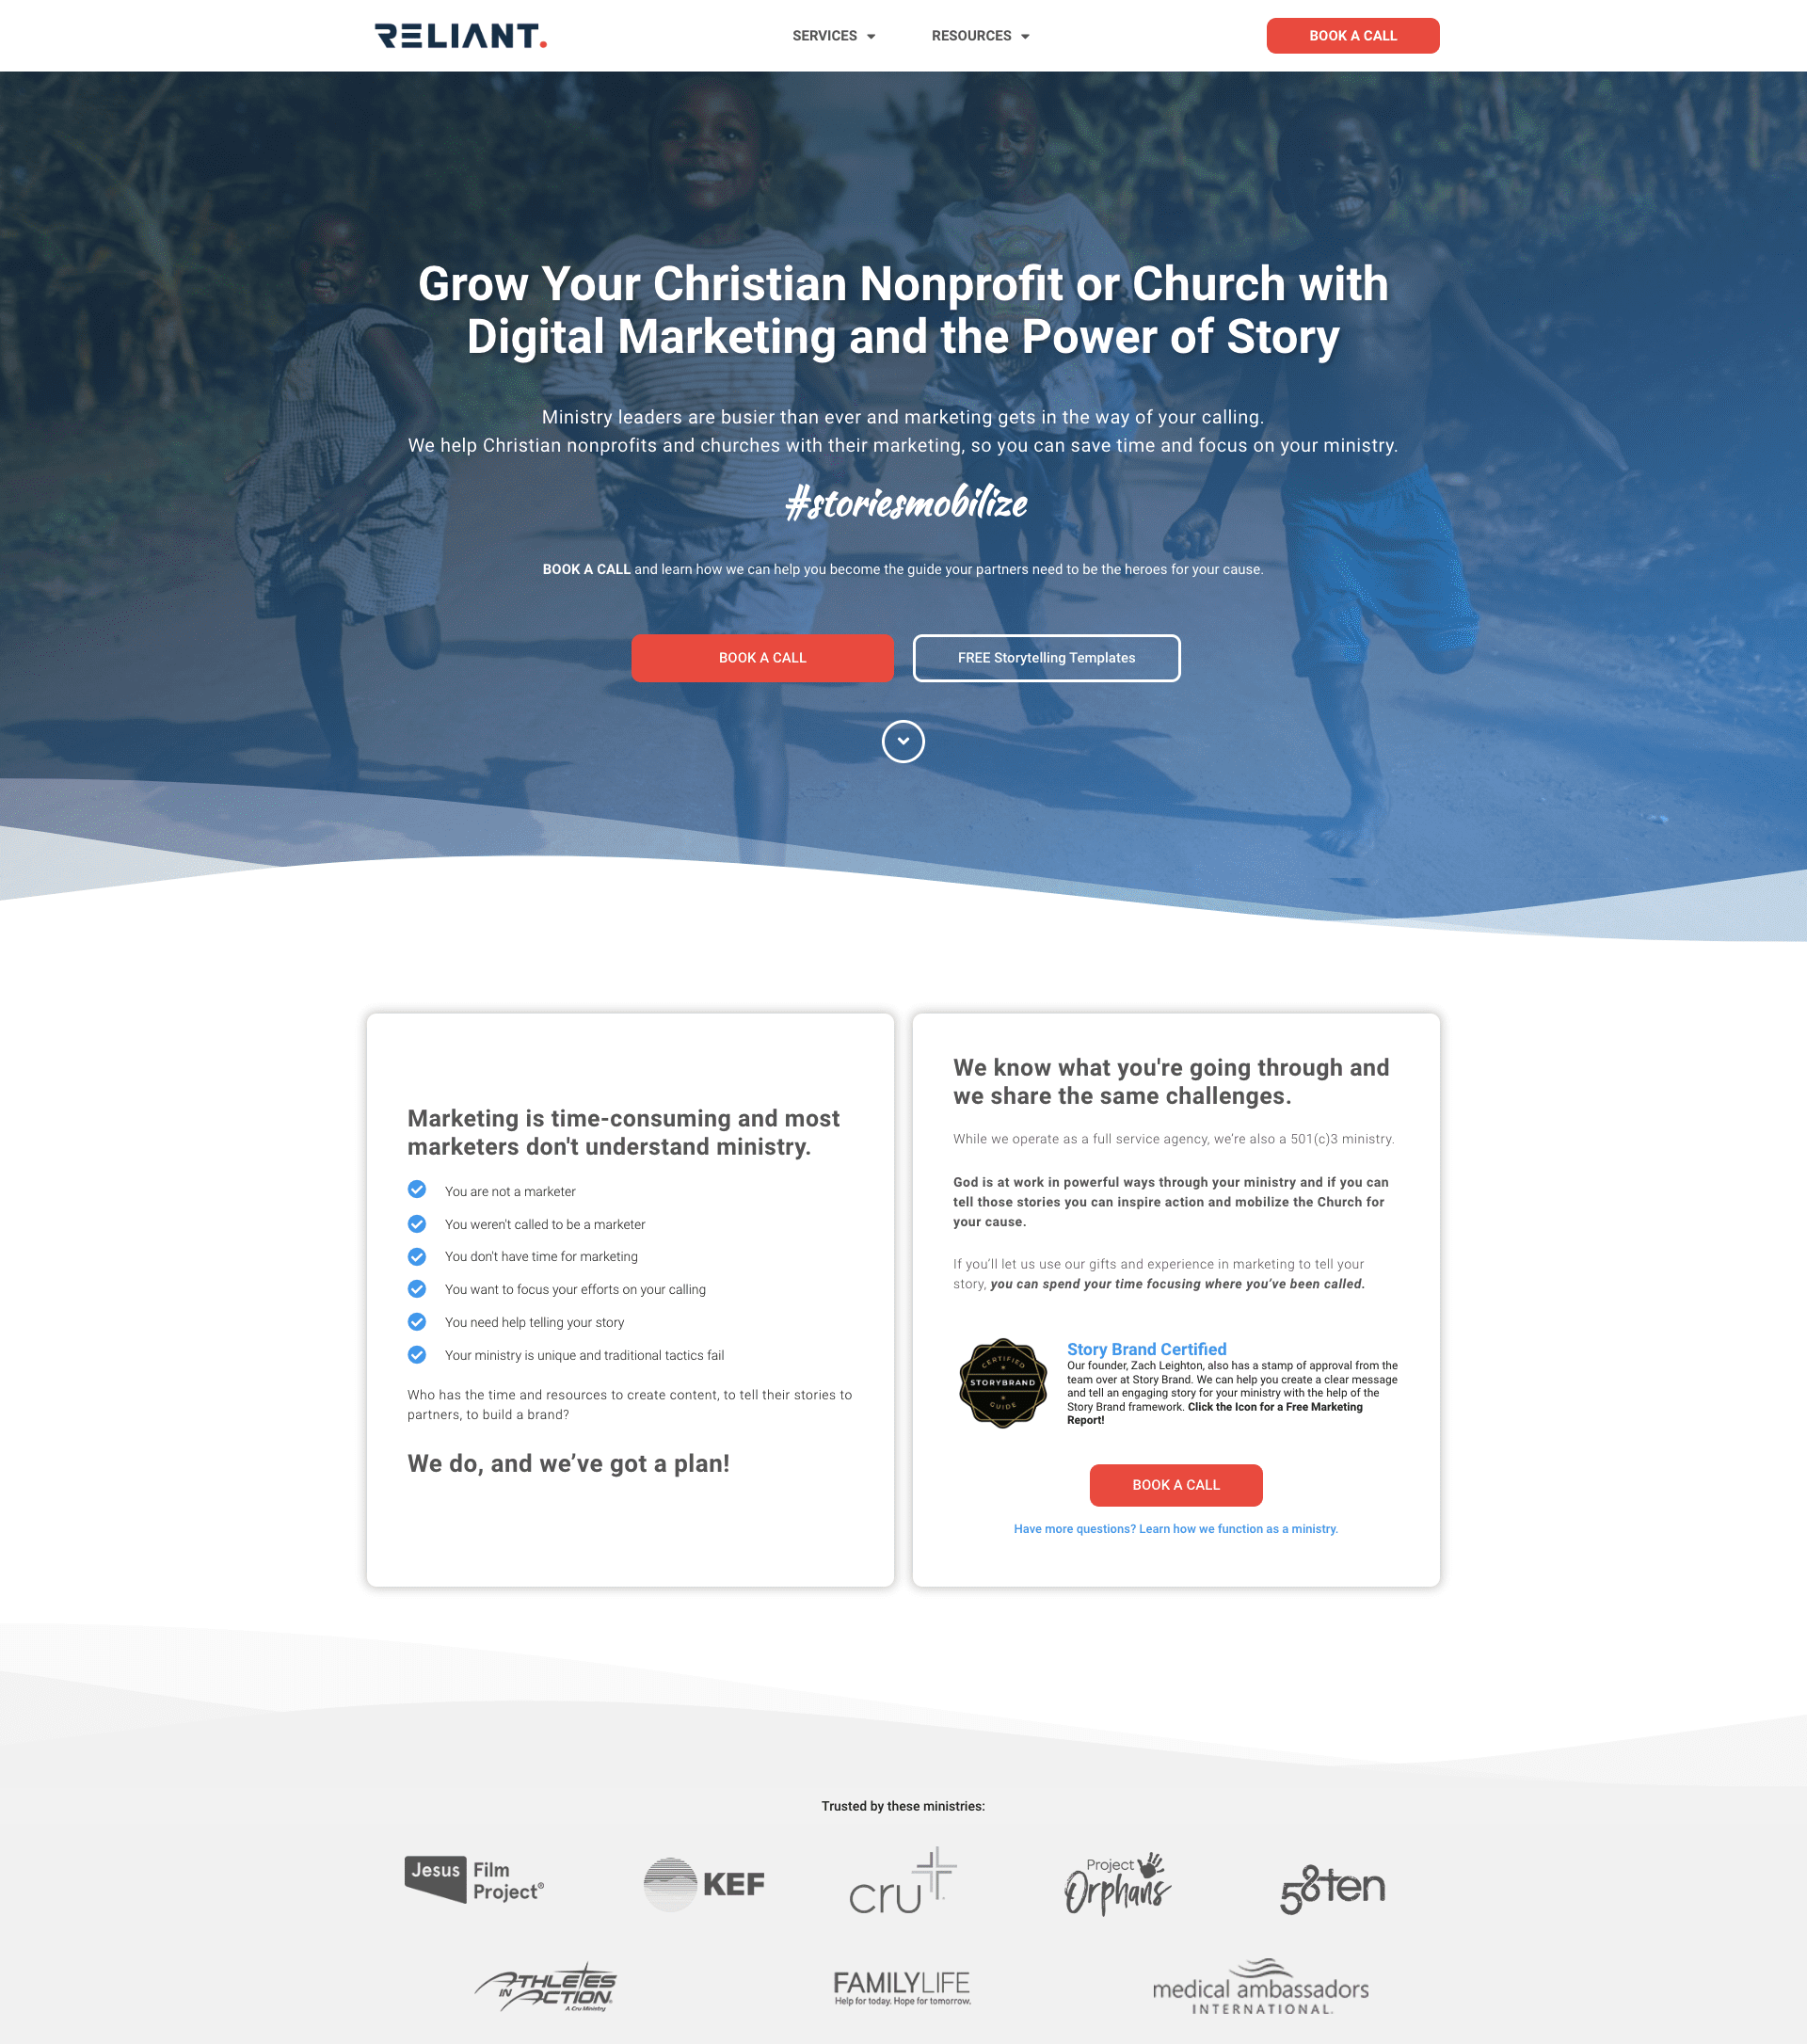 RELIANT.
SERVICES
RESOURCES
BOOK A CALL
Grow Your Christian Nonprofit or Church with
Digital Marketing and the Power of Story
Ministry leaders are busier than ever and marketing gets in the way of your calling.
We help Christian nonprofits and churches with their marketing, so you can save time and focus on your ministry.
#storiesmobilize
BOOK A CALL and learn how we can help you become the guide your partners need to be the heroes for your cause.
BOOK A CALL
FREE Storytelling Templates
Marketing is time-consuming and most
marketers don't understand ministry.
You are not a marketer
You weren't called to be a marketer
You don't have time for marketing
You want to focus your efforts on your calling
You need help telling your story
Your ministry is unique and traditional tactics fail
Who has the time and resources to create content, to tell their stories to
partners, to build a brand?
We do, and we’ve got a plan!
We know what you're going through and
we share the same challenges.
While we operate as a full service agency, we’re also a 501(c)3 ministry.
God is at work in powerful ways through your ministry and if you can
tell those stories you can inspire action and mobilize the Church for
your cause.
If you’ll let us use our gifts and experience in marketing to tell your
story, you can spend your time focusing where you’ve been called.
CERTIFIED
STORYBRAND
GUIDE
Story Brand Certified
Our founder, Zach Leighton, also has a stamp of approval from the
team over at Story Brand. We can help you create a clear message
and tell an engaging story for your ministry with the help of the
Story Brand framework. Click the Icon for a Free Marketing
Report!
BOOK A CALL
Have more questions? Learn how we function as a ministry.
Trusted by these ministries:
Jesus Film
Project®
KEF
cru
Project
Orphans
58:ten
ATHLETES
IN ACTION
A Cru Ministry
FAMILYLIFE
Help for today. Hope for tomorrow.
medical ambassadors
INTERNATIONAL